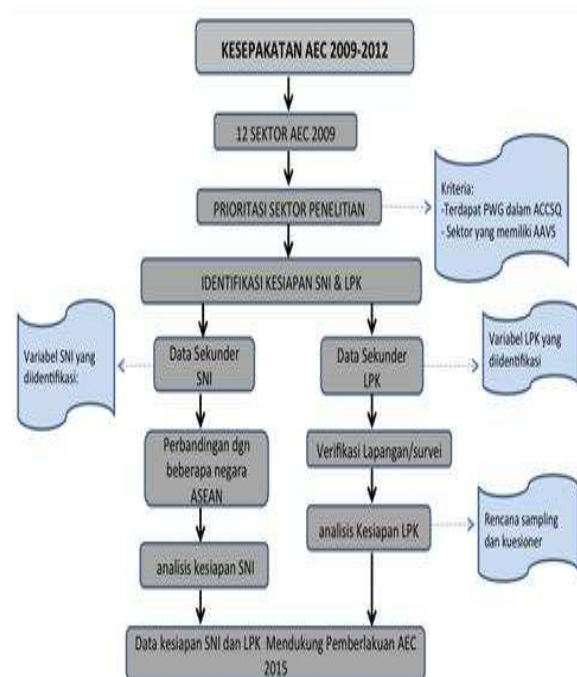 KESEPAKATAN AEC 2009-2012
12 SEKTOR AEC 2009
PRIORITASI SEKTOR PENELITIAN
Kriteria:
-Terdapat PWG dalam ACCSQ
- Sektor yang memiliki AAVS
IDENTIFIKASI KESIAPAN SNI & LPK
Variabel SNI yang
diidentifikasi:
Data Sekunder
SNI
Data Sekunder
LPK
Variabel LPK yang
diidentifikasi
Perbandingan dgn
beberapa negara
ASEAN
Verifikasi Lapangan/survei
analisis kesiapan SNI
analisis Kesiapan LPK
Rencana sampling
dan kuesioner
Data kesiapan SNI dan LPK Mendukung Pemberlakuan AEC
2015